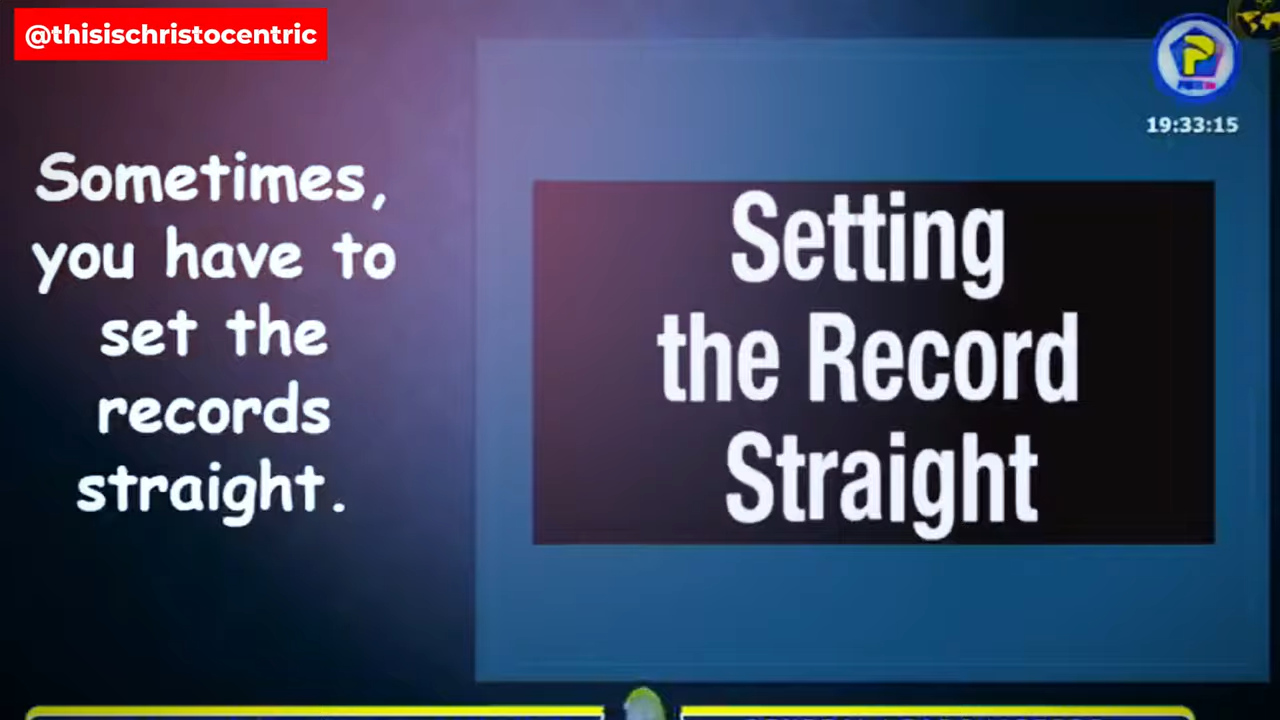 @thisischristocentric
19:33:15
Sometimes,
you have to
set the
records
straight.
Setting
the Record
Straight